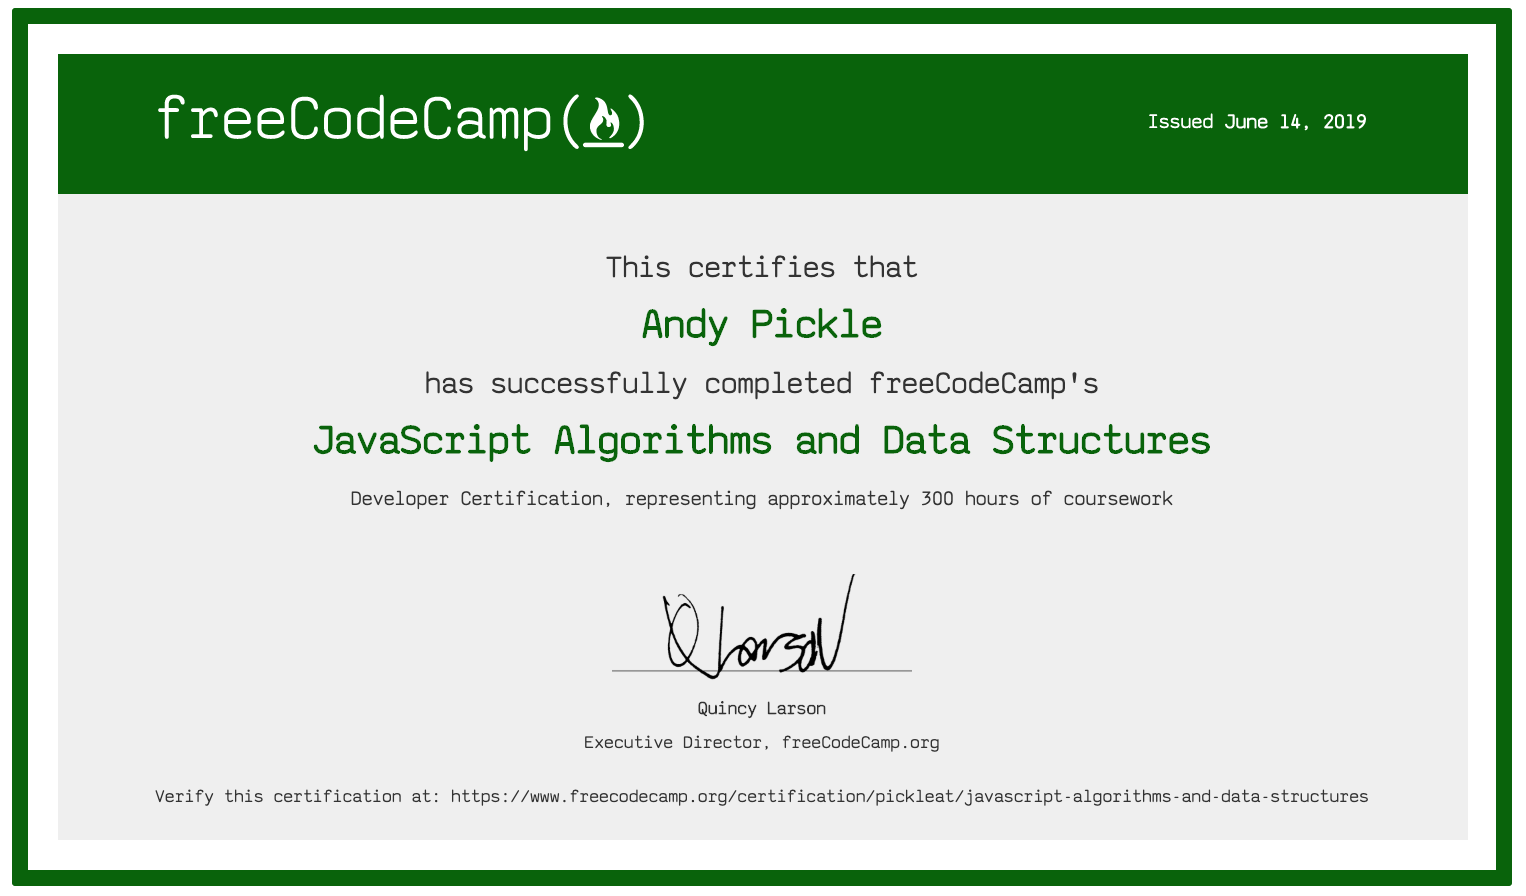 freeCodeCamp(🔥)
Issued June 14, 2019
This certifies that
Andy Pickle
has successfully completed freeCodeCamp's
JavaScript Algorithms and Data Structures
Developer Certification, representing approximately 300 hours of coursework
Q Larson
Quincy Larson
Executive Director, freeCodeCamp.org
Verify this certification at: https://www.freecodecamp.org/certification/pickleat/javascript-algorithms-and-data-structures